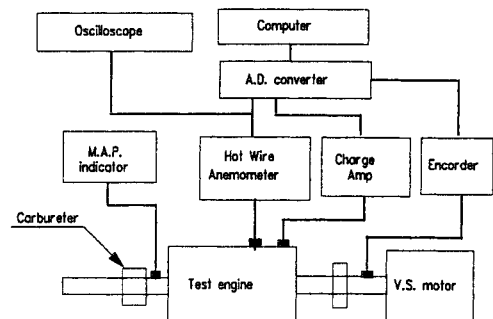 Oscilloscope
Computer
A.D. converter
M.A.P.
indicator
Hot Wire
Anemometer
Charge
Amp
Encorder
Carbureter
Test engine
V.S. motor